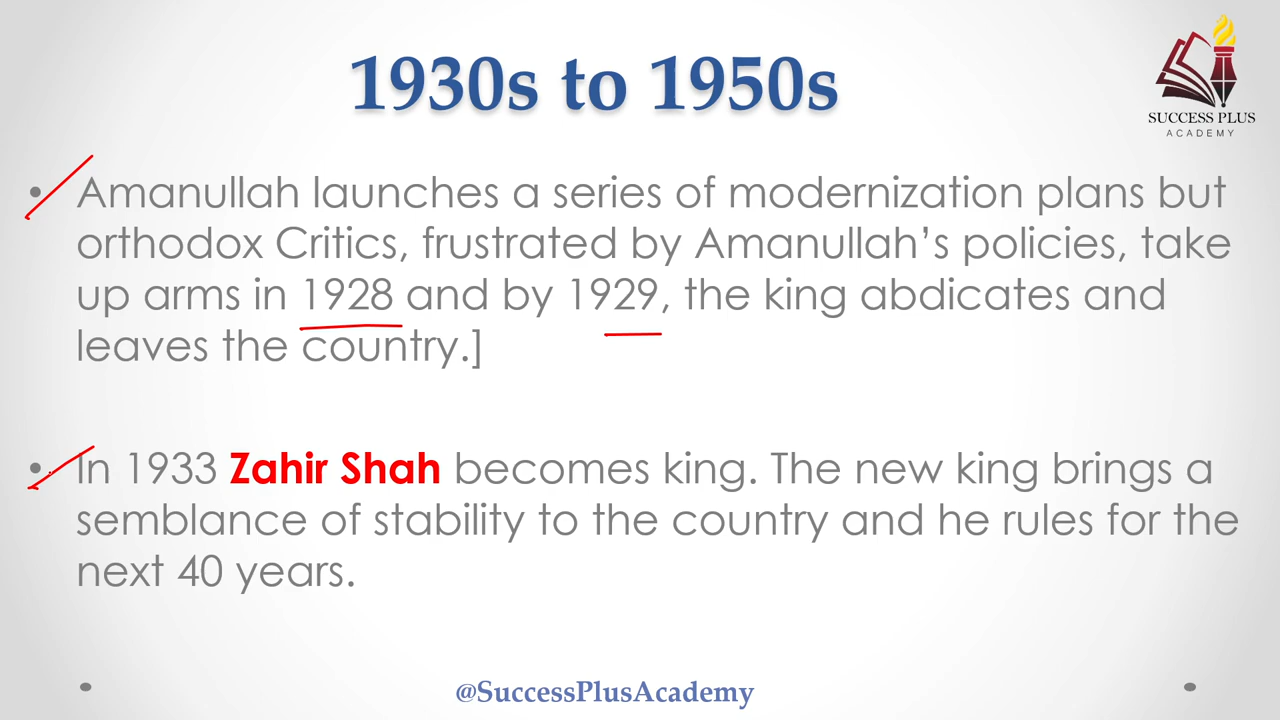 1930s to 1950s
SUCCESS PLUS
ACADEMY
• Amanullah launches a series of modernization plans but
orthodox Critics, frustrated by Amanullah’s policies, take
up arms in 1928 and by 1929, the king abdicates and
leaves the country.]
• In 1933 Zahir Shah becomes king. The new king brings a
semblance of stability to the country and he rules for the
next 40 years.
@SuccessPlusAcademy